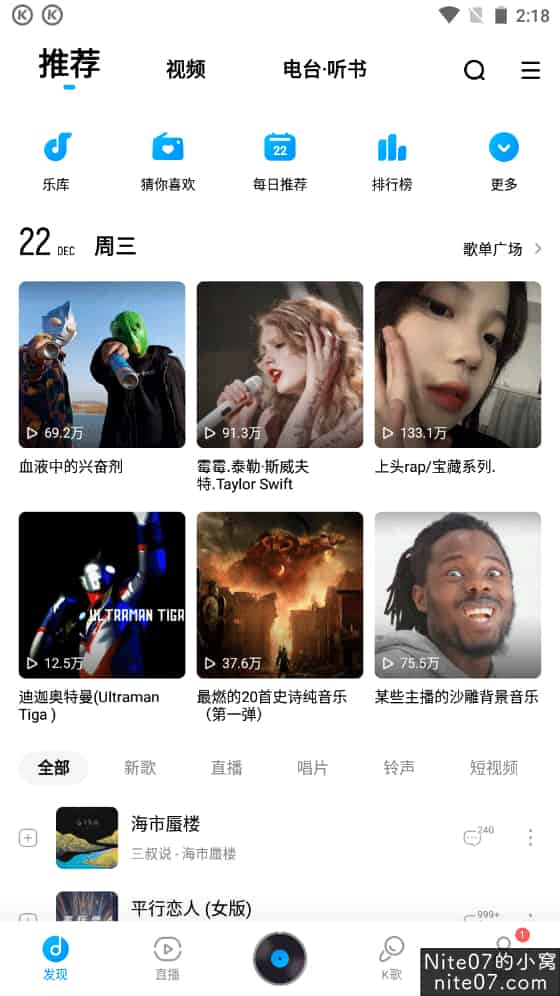 2:18
推荐
视频
电台·听书
22
乐库
猜你喜欢
每日推荐
排行榜
更多
22 DEC 周三
歌单广场
69.2万
91.3万
133.1万
血液中的兴奋剂
霉霉.泰勒·斯威夫
特.Taylor Swift
上头rap/宝藏系列.
ULTRAMAN TIGA
12.5万
37.6万
75.5万
迪迦奥特曼(Ultraman
Tiga )
最燃的20首史诗纯音乐
（第一弹）
某些主播的沙雕背景音乐
全部
新歌
直播
唱片
铃声
短视频
海市蜃楼
240
三叔说 - 海市蜃楼
平行恋人 (女版)
999+
1
发现
直播
K歌
Nite07的小窝
nite07.com